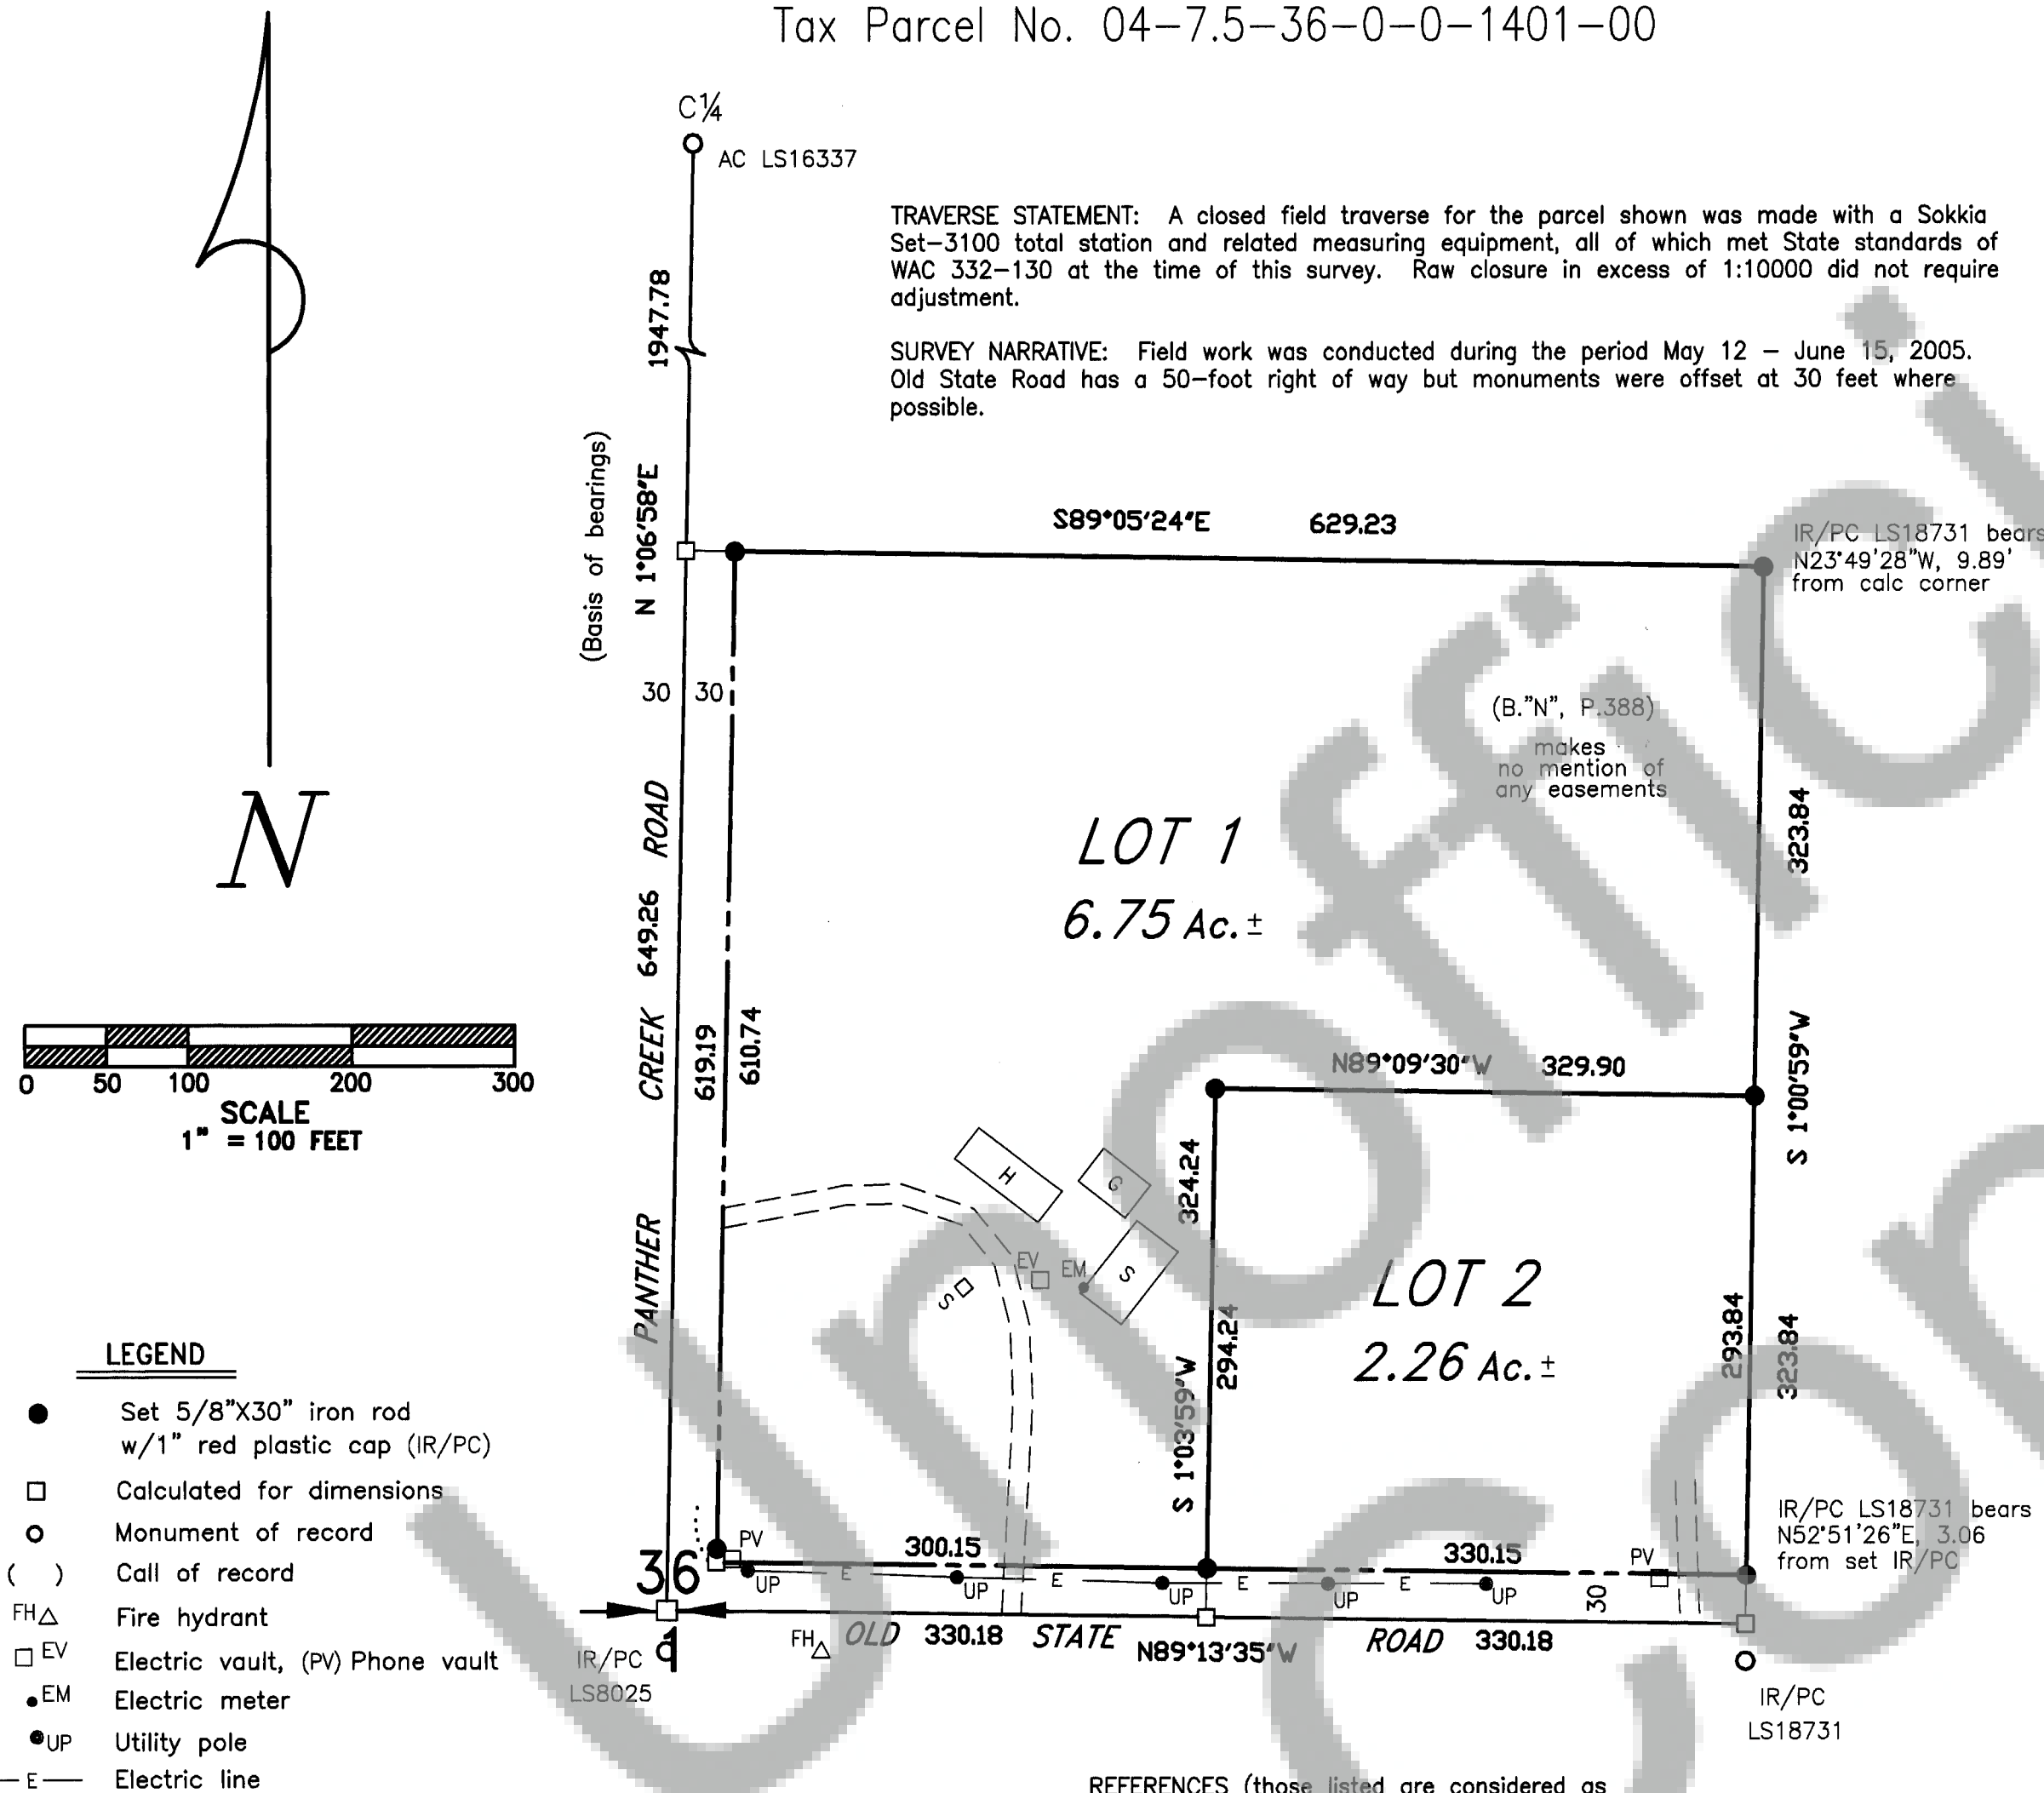 Tax Parcel No. 04-7.5-36-0-0-1401-00
C¼
AC LS16337
TRAVERSE STATEMENT: A closed field traverse for the parcel shown was made with a Sokkia
Set-3100 total station and related measuring equipment, all of which met State standards of
WAC 332-130 at the time of this survey. Raw closure in excess of 1:10000 did not require
adjustment.
SURVEY NARRATIVE: Field work was conducted during the period May 12 - June 15, 2005.
Old State Road has a 50-foot right of way but monuments were offset at 30 feet where
possible.
1947.78
(Basis of bearings)
N 1°06'58"E
S89°05'24"E 629.23
IR/PC LS18731 bears
N23°49'28"W, 9.89'
from calc corner
30 30
(B."N", P.388)
makes
no mention of
any easements
N
LOT 1
6.75 Ac.±
323.84
PANTHER CREEK 649.26 ROAD
619.19
610.74
S 1°00'59"W
N89°09'30"W 329.90
0 50 100 200 300
SCALE
1" = 100 FEET
H
G
S
EV
EM
S
324.24
294.24
S 1°03'59"W
LOT 2
2.26 Ac.±
293.84
323.84
LEGEND
Set 5/8"X30" iron rod
w/1" red plastic cap (IR/PC)
Calculated for dimensions
Monument of record
( ) Call of record
FH Fire hydrant
EV Electric vault, (PV) Phone vault
EM Electric meter
UP Utility pole
E Electric line
IR/PC LS18731 bears
N52°51'26"E, 3.06
from set IR/PC
PV 300.15 330.15 PV
36
UP E UP E UP E UP E UP 30
1
FH OLD 330.18 STATE N89°13'35"W ROAD 330.18
IR/PC
LS8025
IR/PC
LS18731
REFERENCES (those listed are considered as
Unofficial
Copy